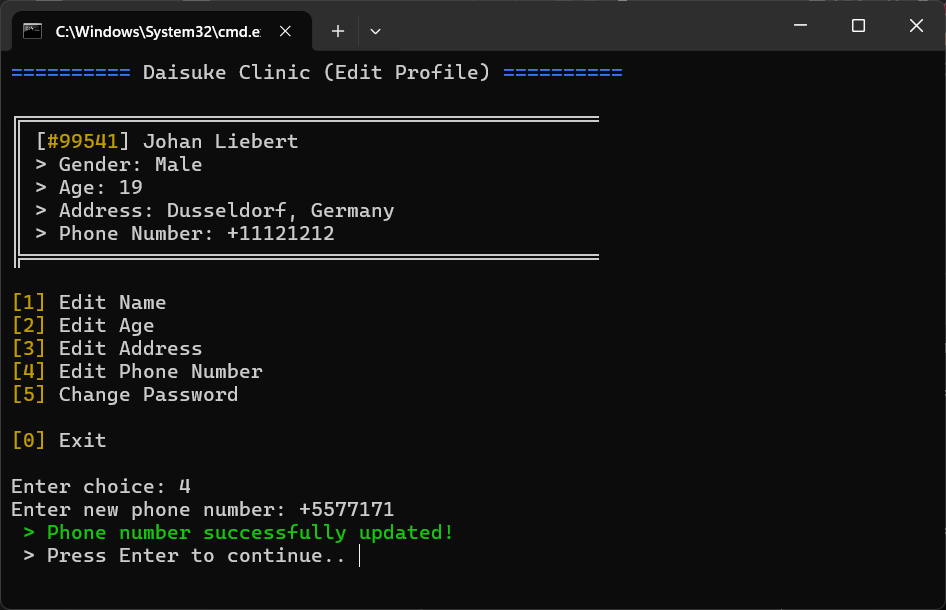 C:\Windows\System32\cmd.e
========== Daisuke Clinic (Edit Profile) ==========
[#99541] Johan Liebert
> Gender: Male
> Age: 19
> Address: Dusseldorf, Germany
> Phone Number: +11121212
[1] Edit Name
[2] Edit Age
[3] Edit Address
[4] Edit Phone Number
[5] Change Password
[0] Exit
Enter choice: 4
Enter new phone number: +5577171
> Phone number successfully updated!
> Press Enter to continue..